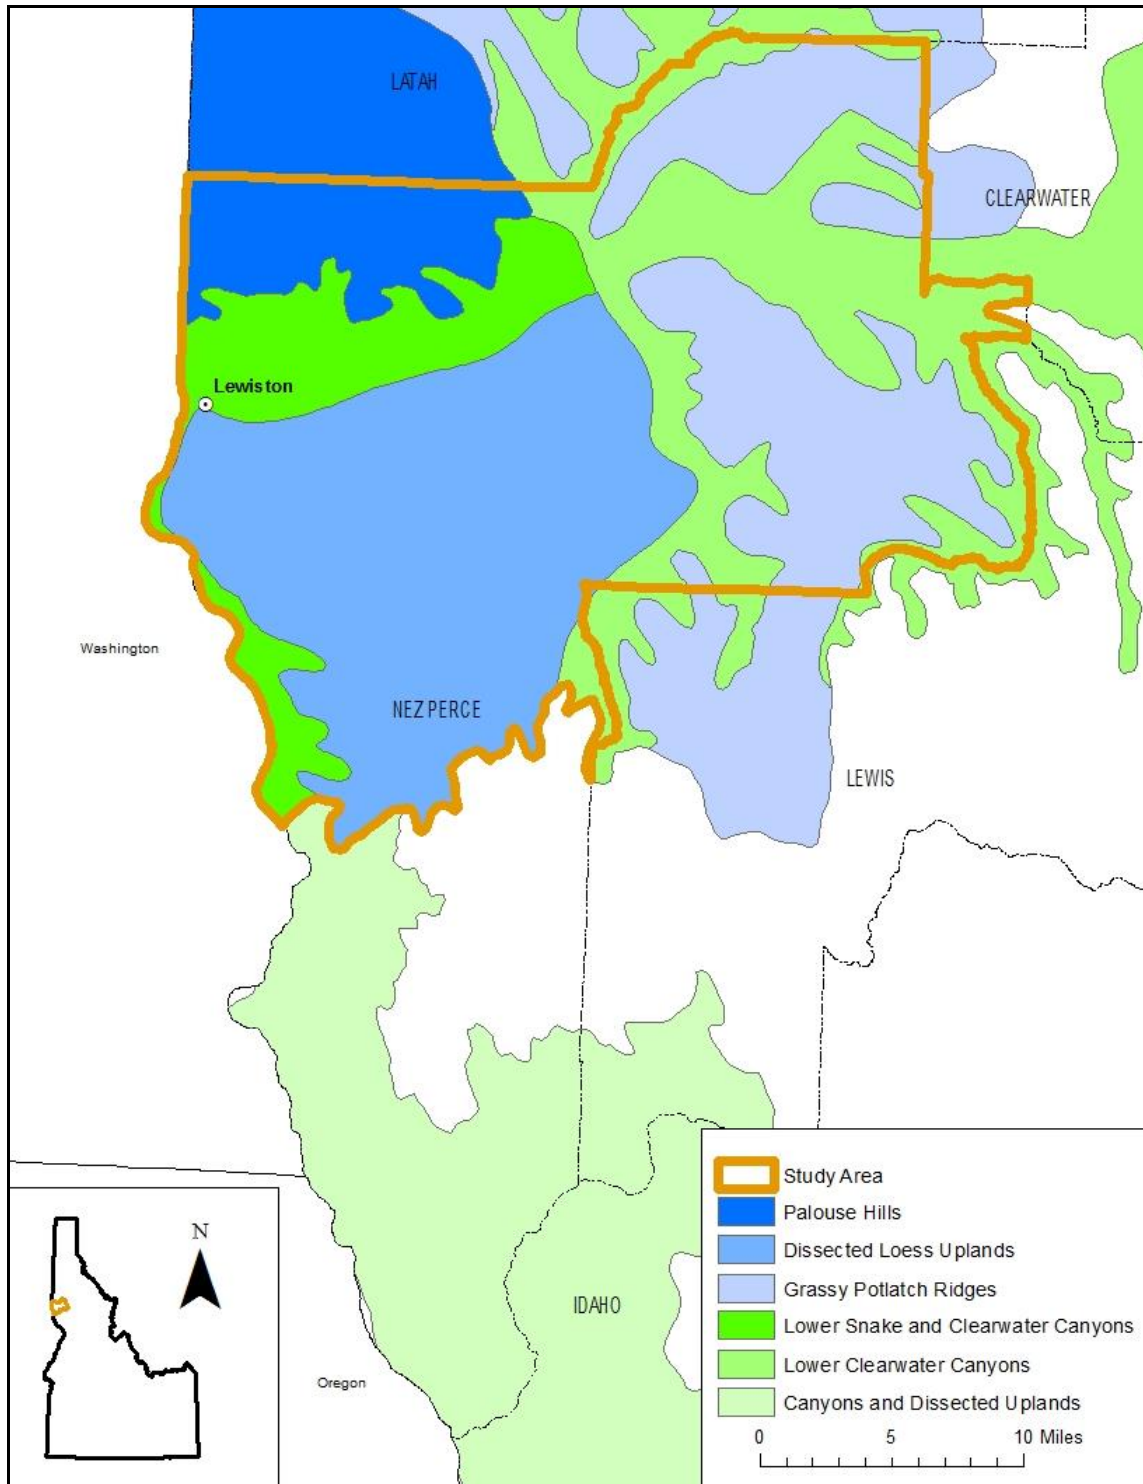 LATAH
CLEARWATER
Lewiston
Washington
NEZ PERCE
LEWIS
Study Area
Palouse Hills
Dissected Loess Uplands
Grassy Potlatch Ridges
Lower Snake and Clearwater Canyons
Lower Clearwater Canyons
Canyons and Dissected Uplands
0 5 10 Miles
N
IDAHO
Oregon